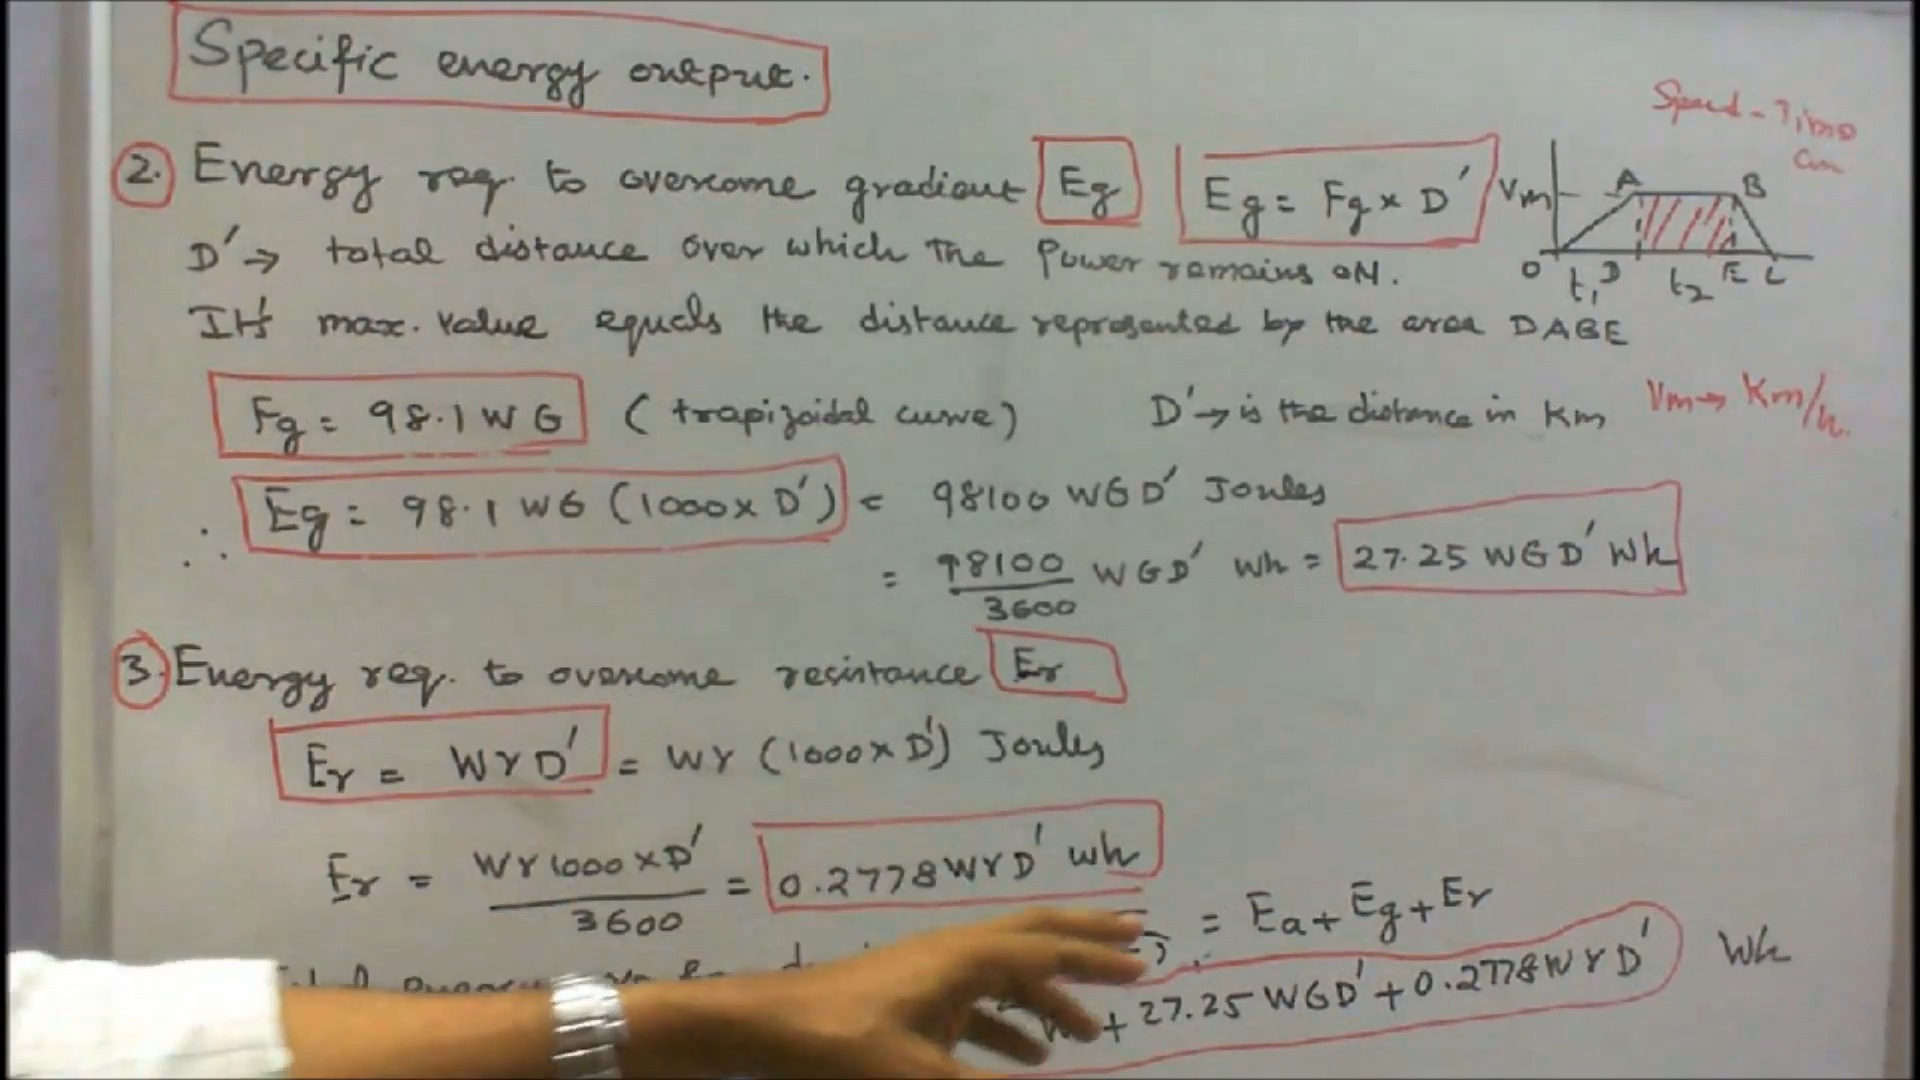 Specific energy output.
Speed-Time
2. Energy req. to overcome gradient Eg Eg = Fg x D'
Vm A B
O t1 D t2 E C
D' → total distance over which the Power remains ON.
It's max. value equals the distance represented by the area DABE
Fg = 98.1 WG (trapizoidal curve) D' → is the distance in Km Vm → Km/h.
∴ Eg = 98.1 WG (1000 x D') = 98100 WGD' Joules
= 98100/3600 WGD' Wh = 27.25 WGD' Wh
3. Energy req. to overcome resistance Er
Er = WrD' = Wr (1000 x D') Joules
Er = Wr1000 x D'/3600 = 0.2778 WrD' Wh
= Ea + Eg + Er
+ 27.25 WGD' + 0.2778 WrD' Wh